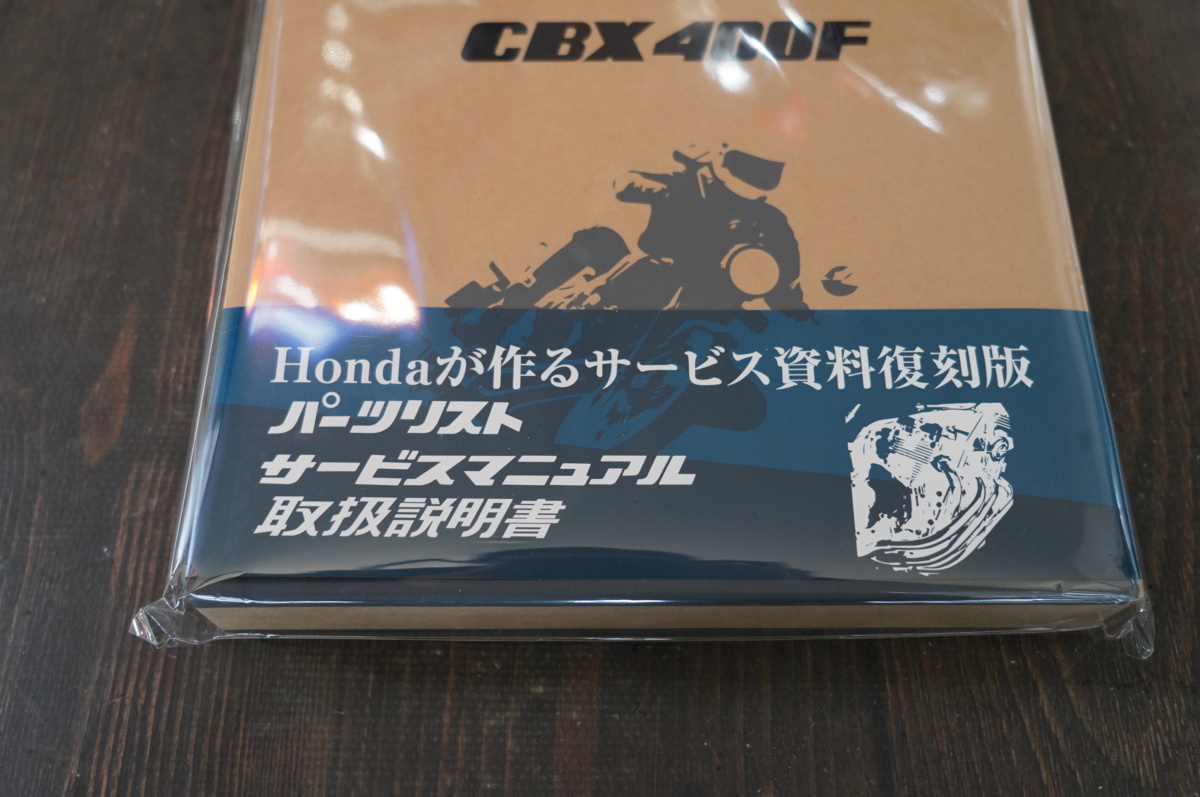 CBX400F
Hondaが作るサービス資料復刻版
パーツリスト
サービスマニュアル
取扱説明書